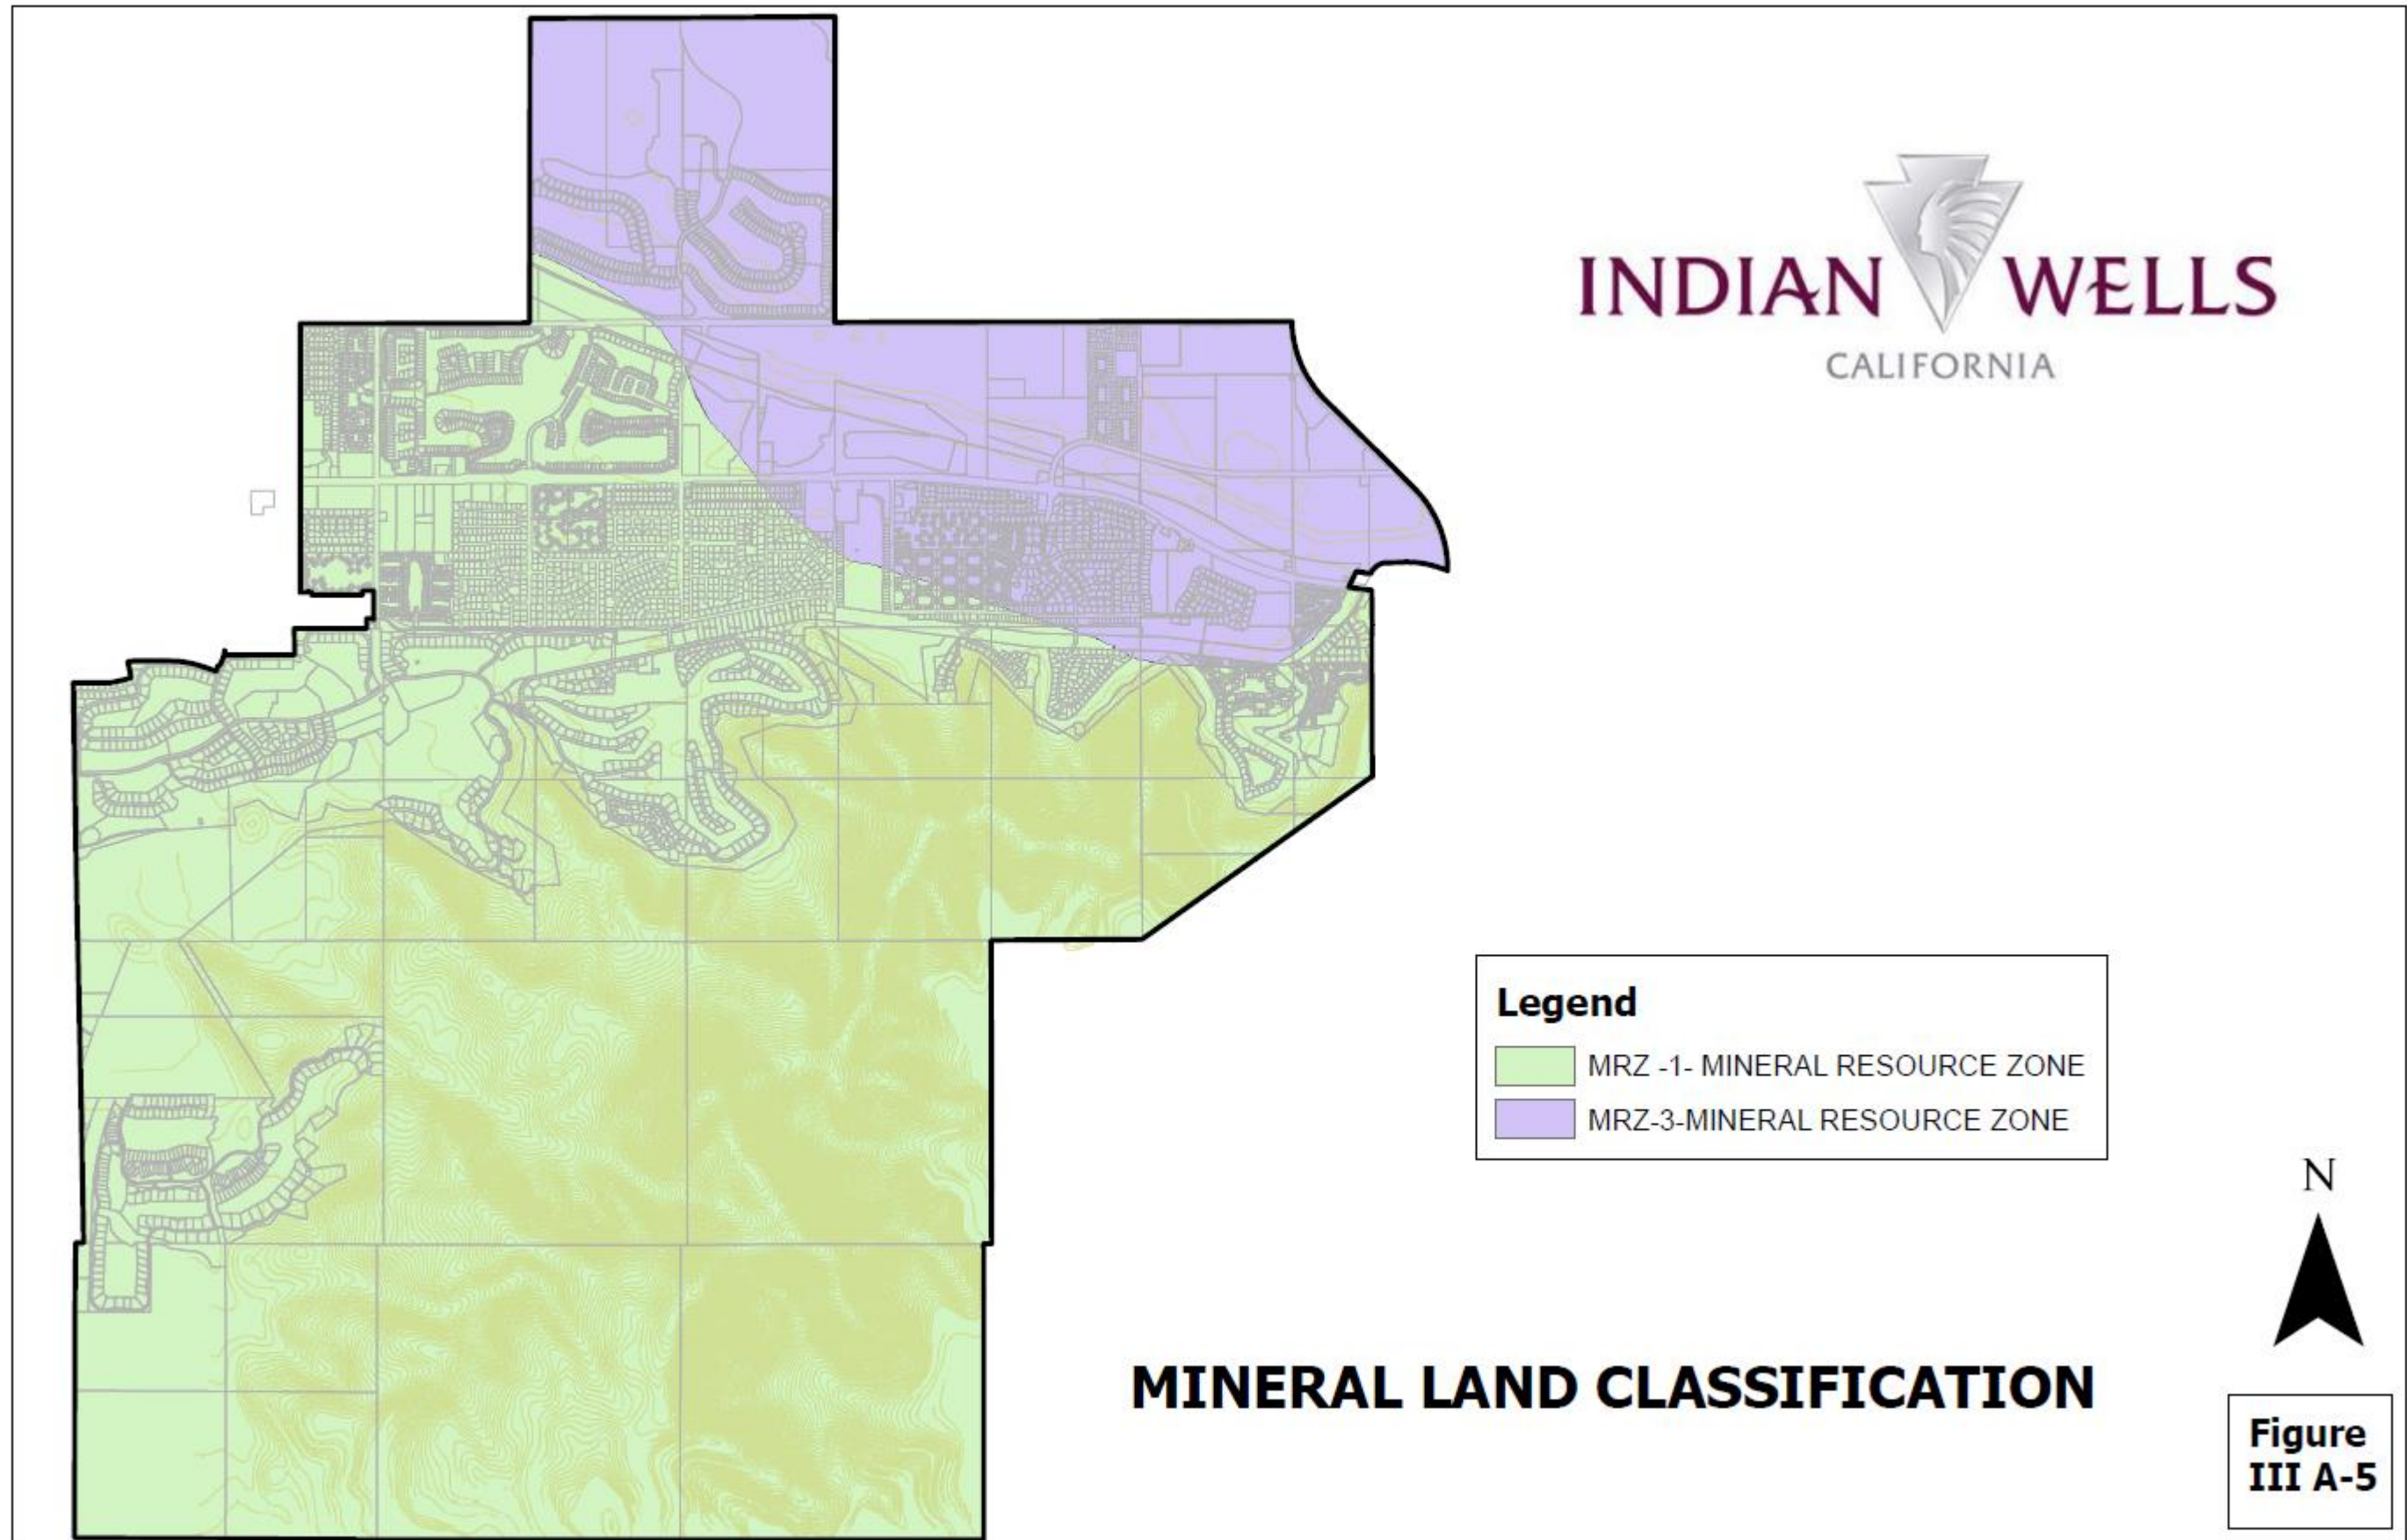 INDIAN WELLS
CALIFORNIA
Legend
MRZ -1- MINERAL RESOURCE ZONE
MRZ-3-MINERAL RESOURCE ZONE
N
MINERAL LAND CLASSIFICATION
Figure
III A-5